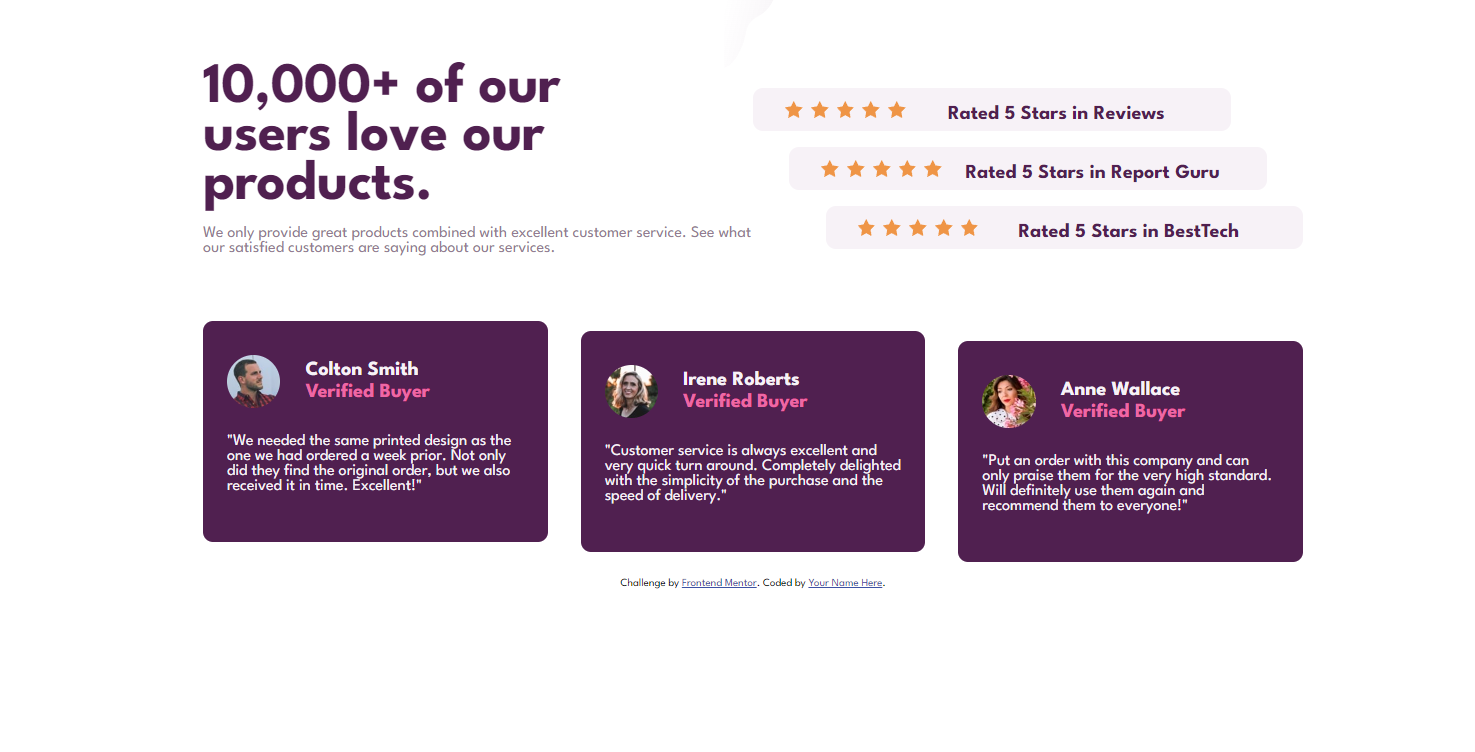 10,000+ of our
users love our
products.
We only provide great products combined with excellent customer service. See what
our satisfied customers are saying about our services.
Rated 5 Stars in Reviews
Rated 5 Stars in Report Guru
Rated 5 Stars in BestTech
Colton Smith
Verified Buyer
"We needed the same printed design as the
one we had ordered a week prior. Not only
did they find the original order, but we also
received it in time. Excellent!"
Irene Roberts
Verified Buyer
"Customer service is always excellent and
very quick turn around. Completely delighted
with the simplicity of the purchase and the
speed of delivery."
Anne Wallace
Verified Buyer
"Put an order with this company and can
only praise them for the very high standard.
Will definitely use them again and
recommend them to everyone!"
Challenge by Frontend Mentor. Coded by Your Name Here.